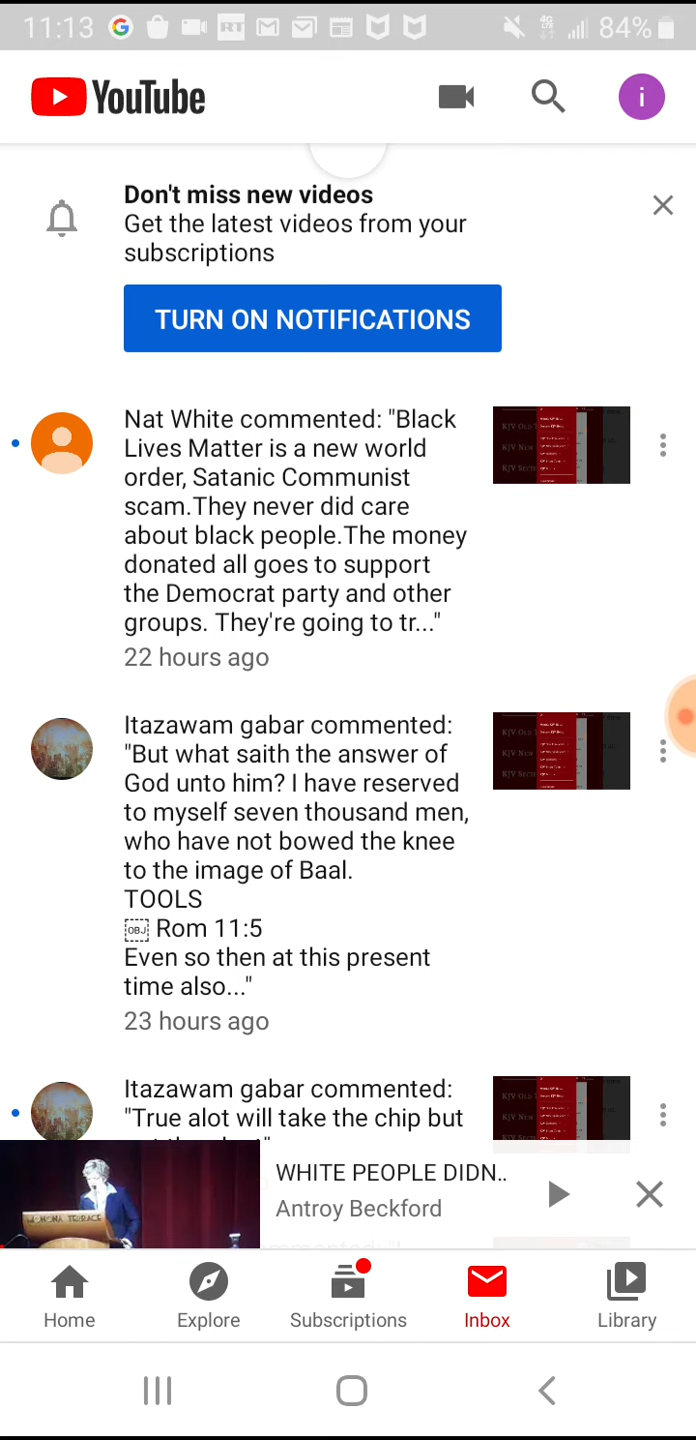 11:13 RT 4G 84%
YouTube i
Don't miss new videos
Get the latest videos from your
subscriptions
TURN ON NOTIFICATIONS
Nat White commented: "Black
Lives Matter is a new world
order, Satanic Communist
scam.They never did care
about black people.The money
donated all goes to support
the Democrat party and other
groups. They're going to tr..."
22 hours ago
Itazawam gabar commented:
"But what saith the answer of
God unto him? I have reserved
to myself seven thousand men,
who have not bowed the knee
to the image of Baal.
TOOLS
OBJ Rom 11:5
Even so then at this present
time also..."
23 hours ago
Itazawam gabar commented:
"True alot will take the chip but
WHITE PEOPLE DIDN..
Antroy Beckford
MONONA TERRACE
Home Explore Subscriptions Inbox Library